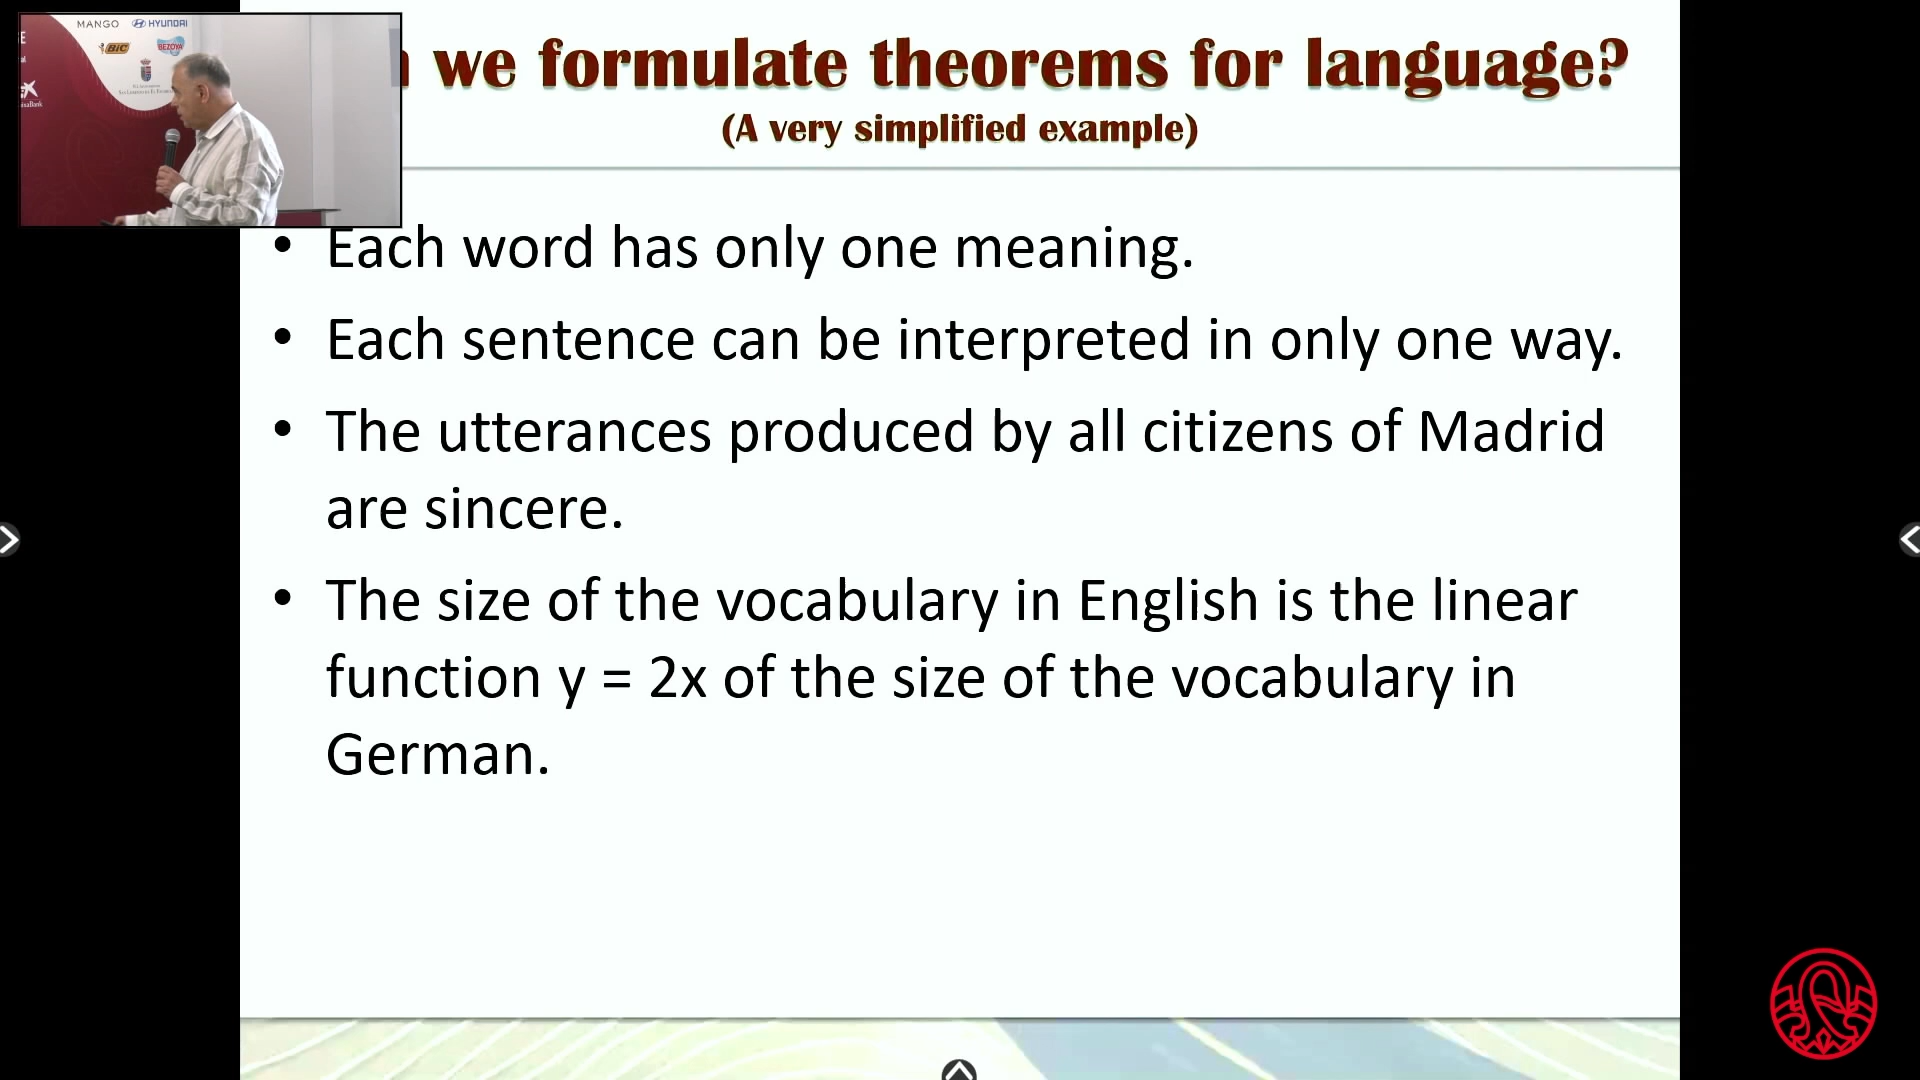 MANGO HYUNDAI
BIC BEZOYA
we formulate theorems for language?
(A very simplified example)
• Each word has only one meaning.
• Each sentence can be interpreted in only one way.
• The utterances produced by all citizens of Madrid
are sincere.
• The size of the vocabulary in English is the linear
function y = 2x of the size of the vocabulary in
German.